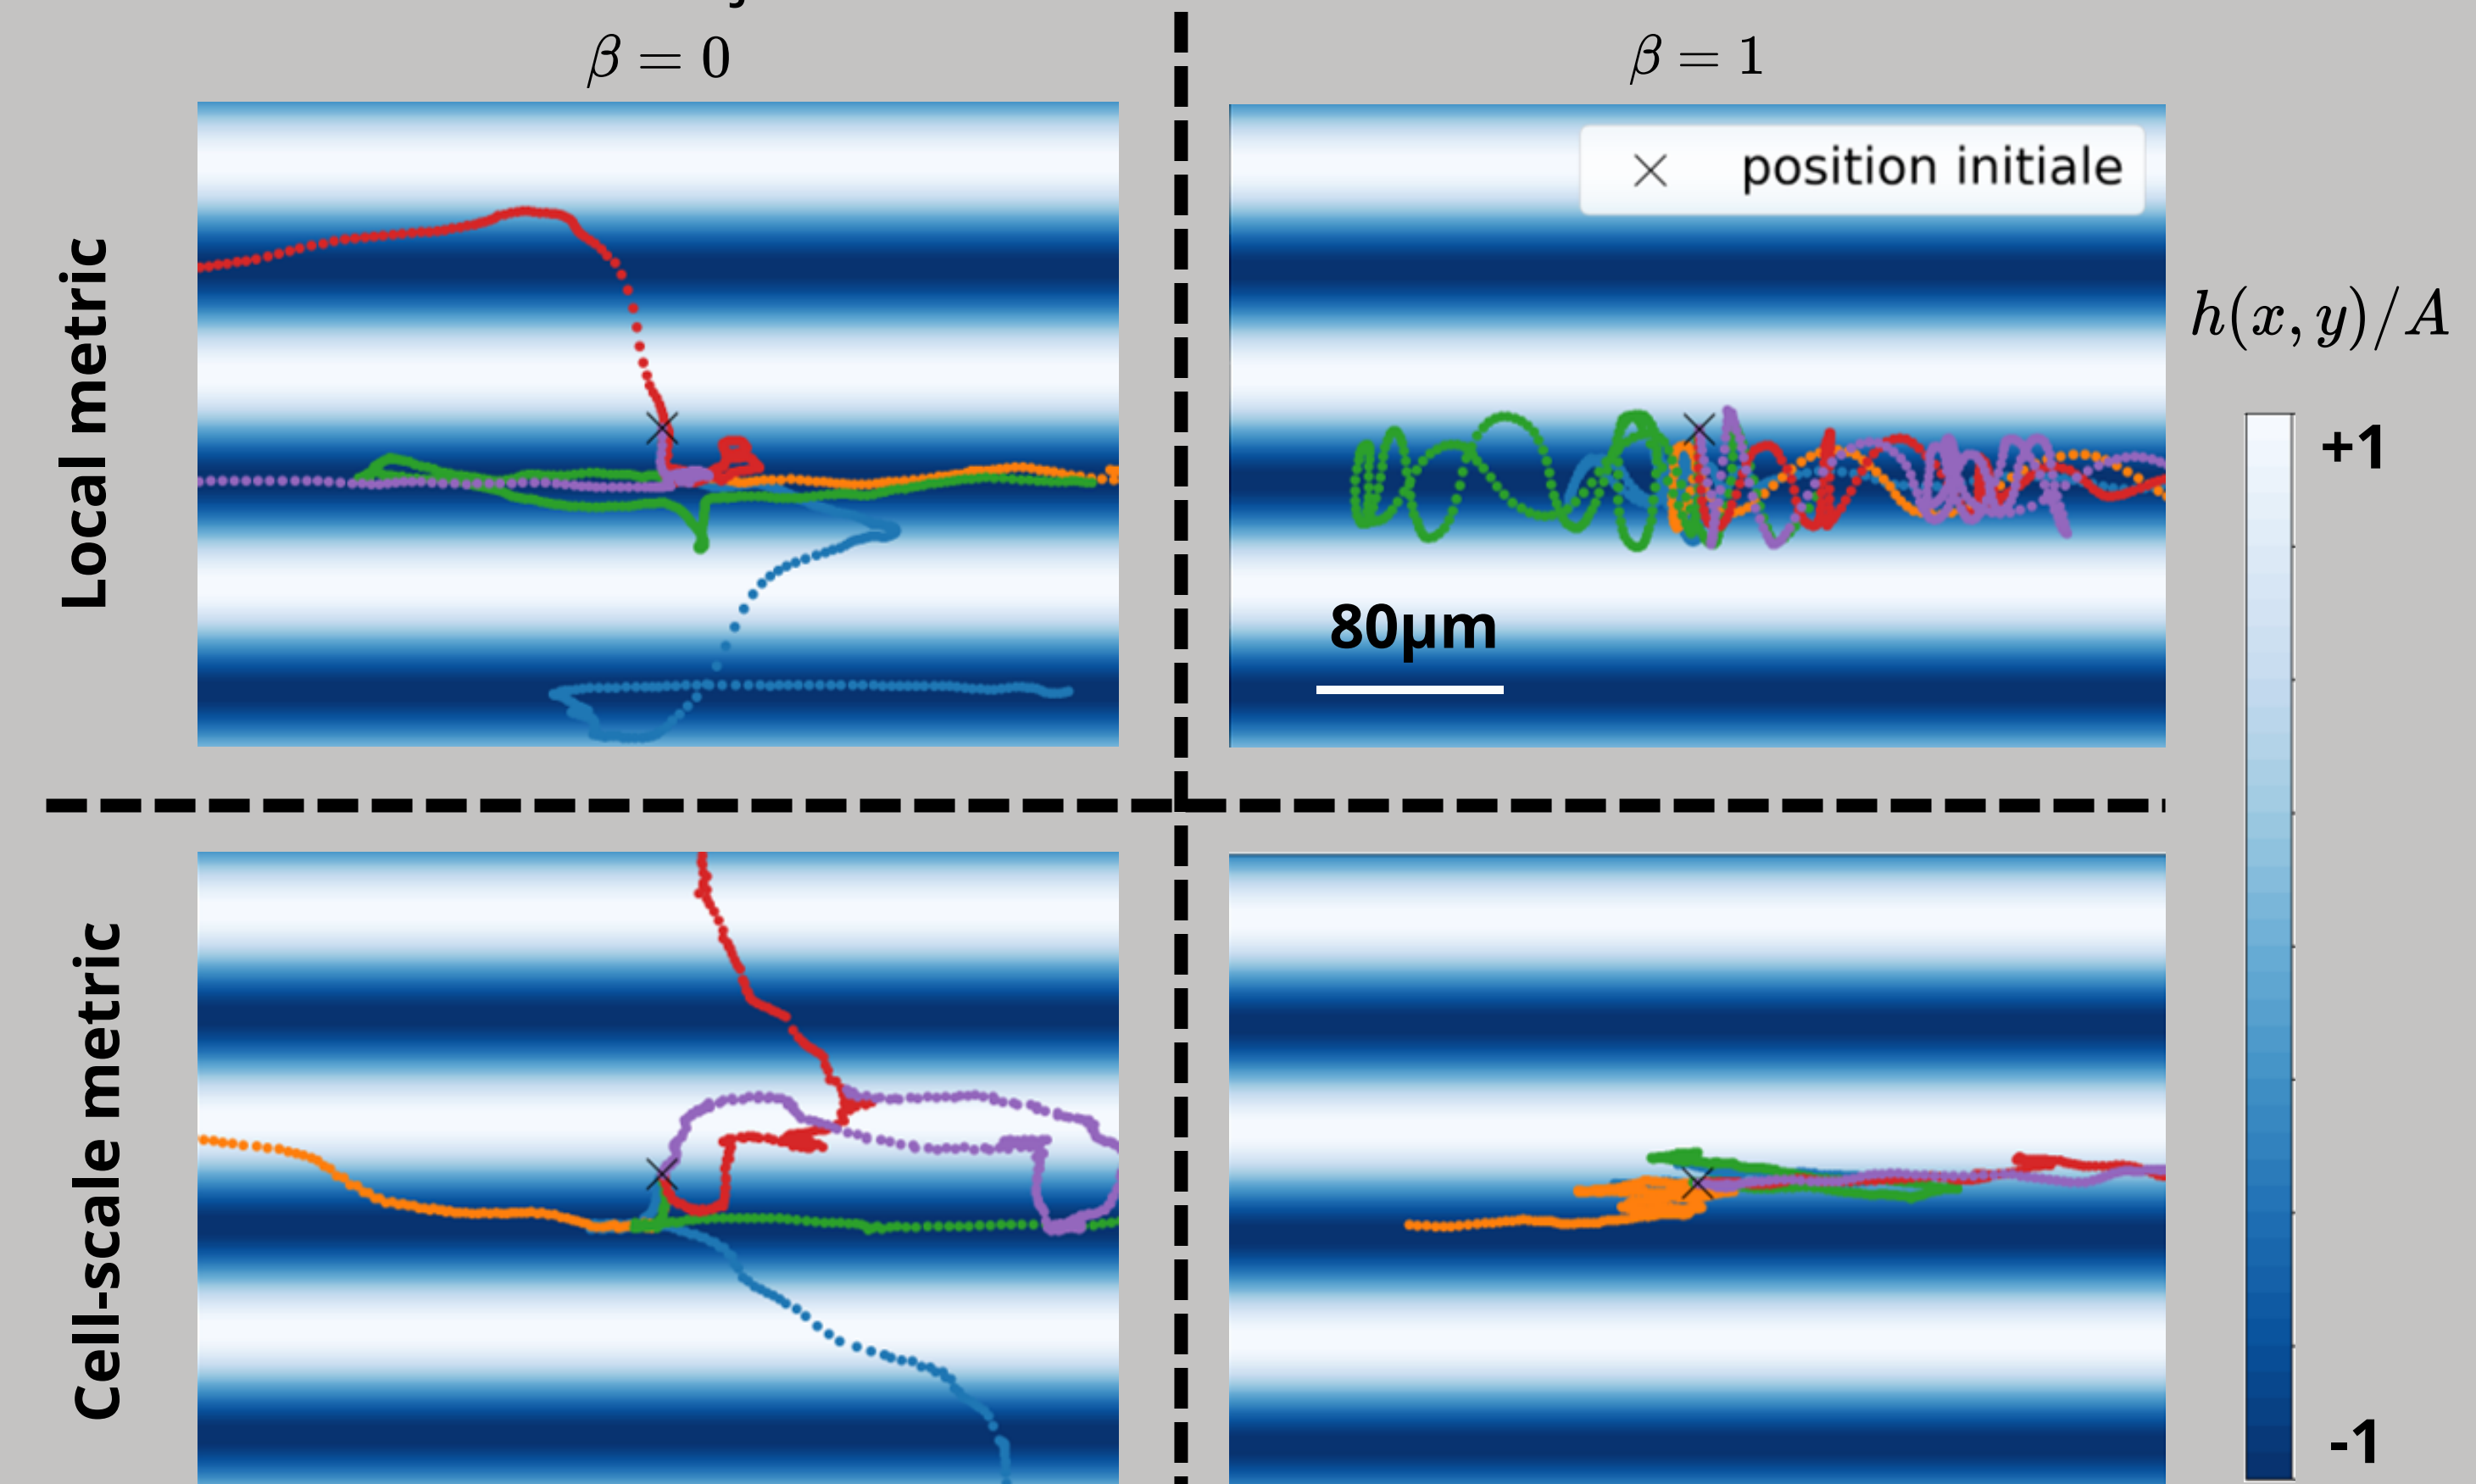 β = 0
β = 1
Local metric
× position initiale
80µm
h(x, y)/A
+1
-1
Cell-scale metric